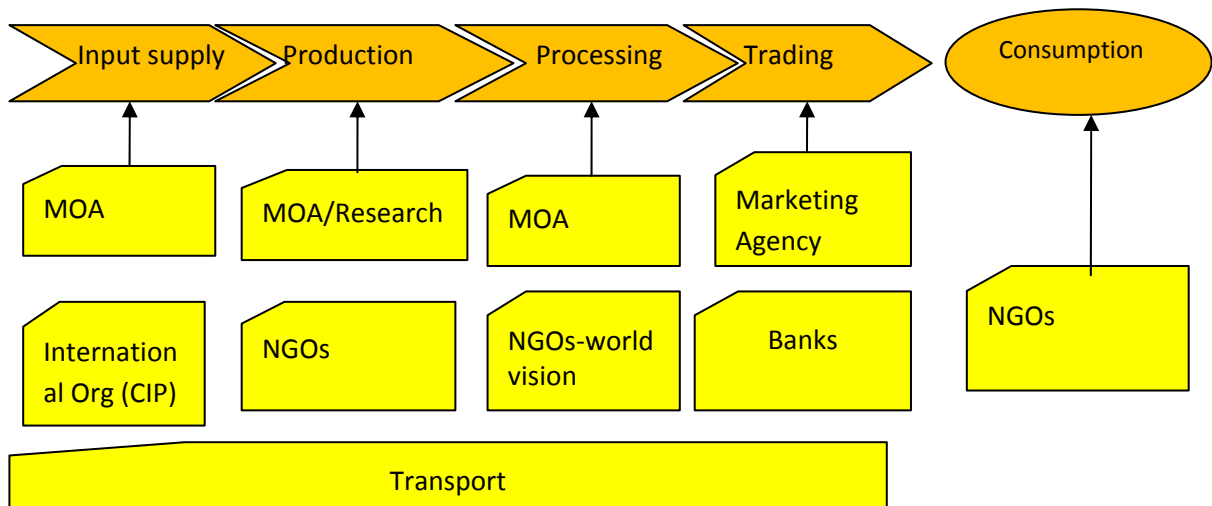 Input supply
Production
Processing
Trading
Consumption
MOA
MOA/Research
MOA
Marketing
Agency
Internation
al Org (CIP)
NGOs
NGOs-world
vision
Banks
NGOs
Transport